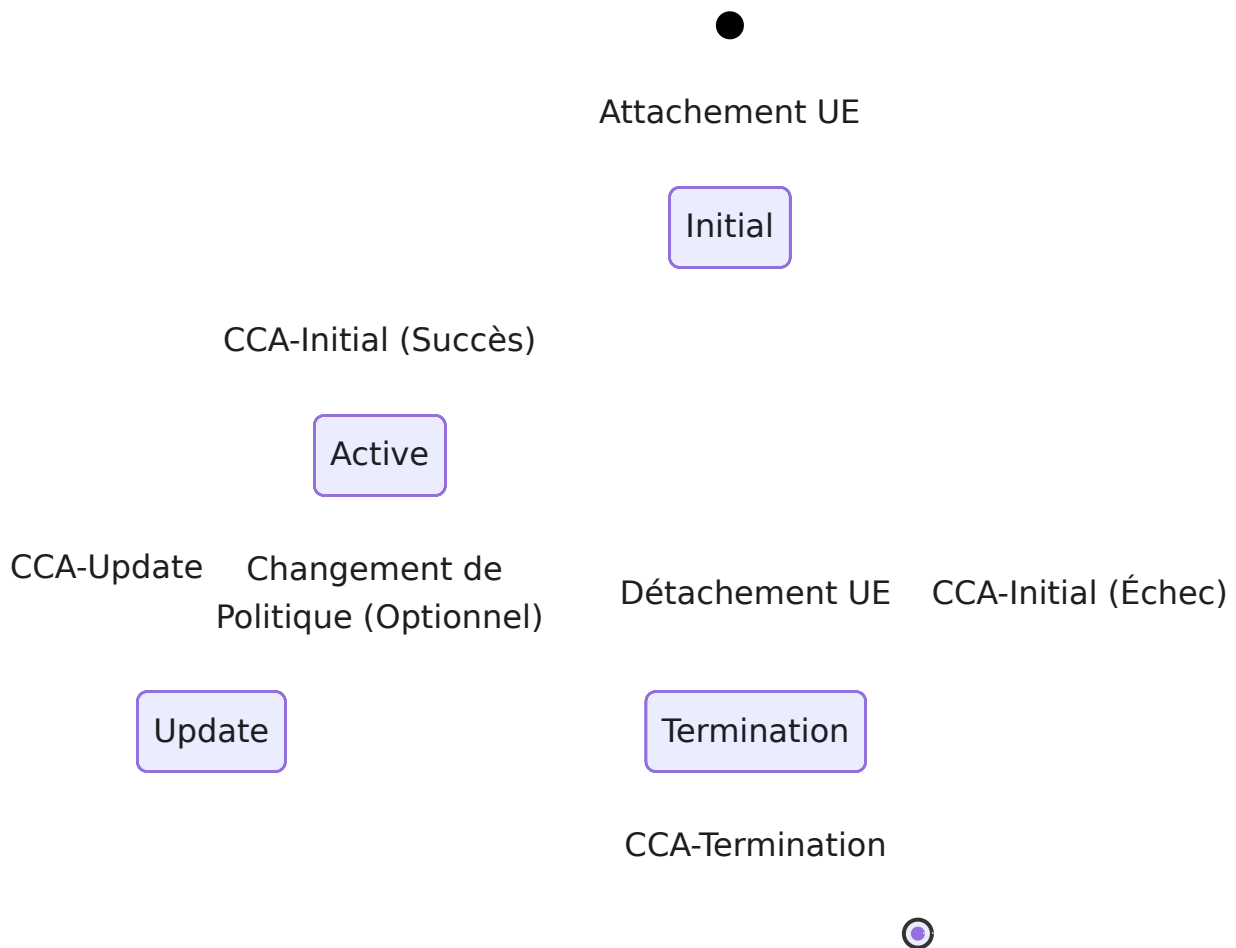 Attachement UE
Initial
CCA-Initial (Succès)
Active
CCA-Update
Changement de
Politique (Optionnel)
Détachement UE
CCA-Initial (Échec)
Update
Termination
CCA-Termination